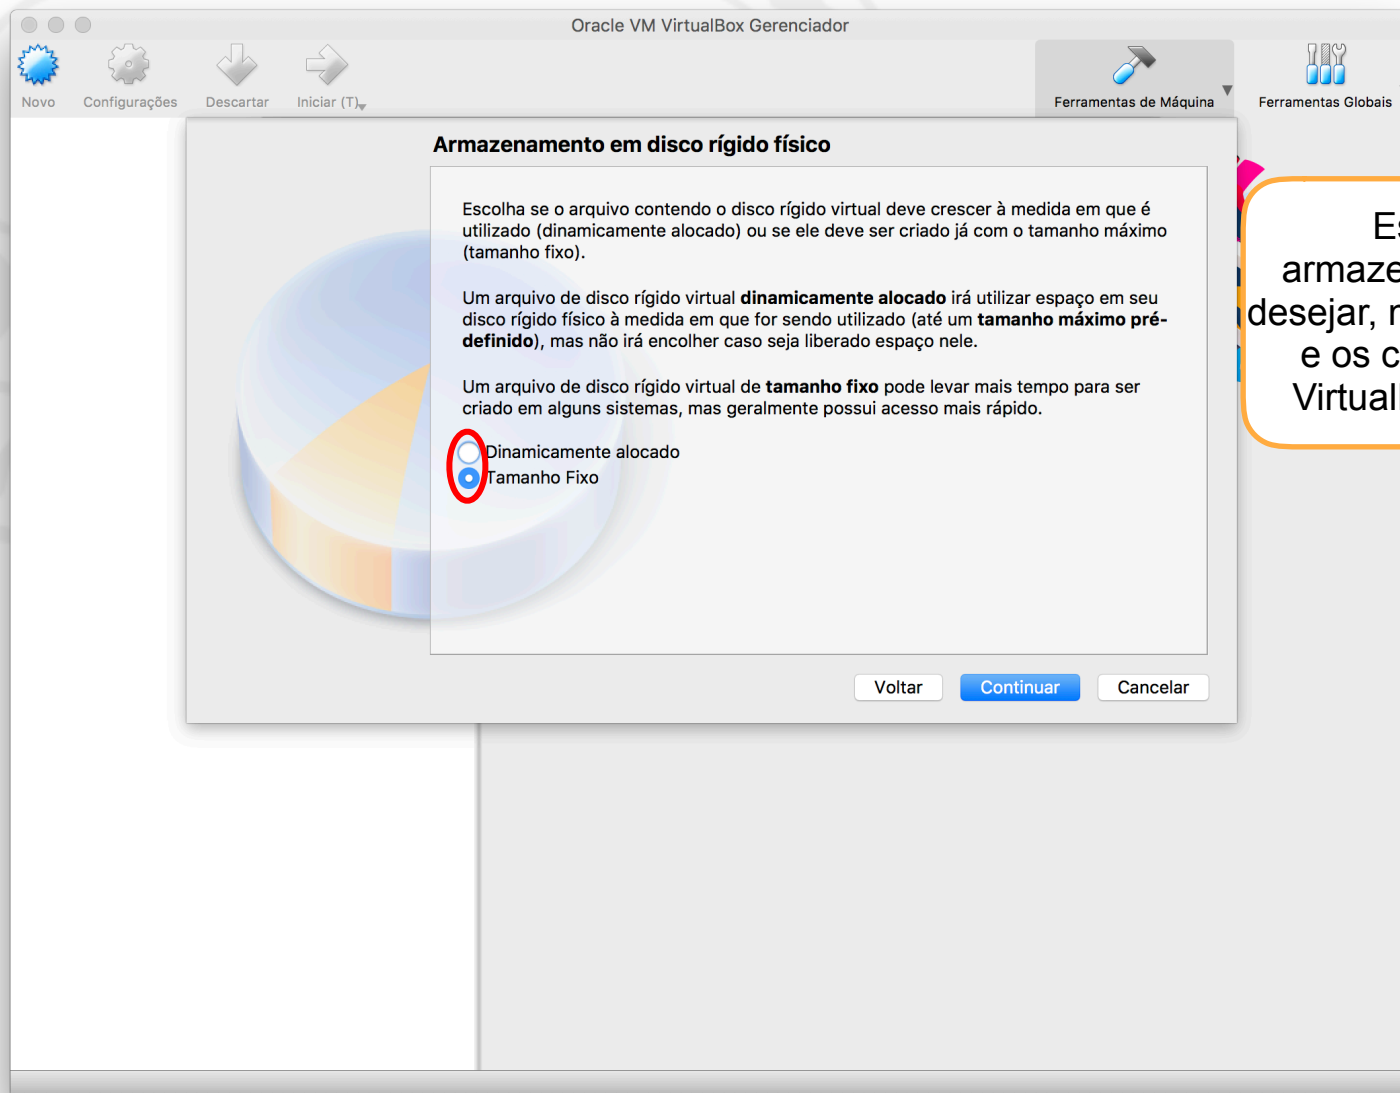 Oracle VM VirtualBox Gerenciador
Novo
Configurações
Descartar
Iniciar (T)
Ferramentas de Máquina
Ferramentas Globais
Armazenamento em disco rígido físico
Escolha se o arquivo contendo o disco rígido virtual deve crescer à medida em que é
utilizado (dinamicamente alocado) ou se ele deve ser criado já com o tamanho máximo
(tamanho fixo).
Um arquivo de disco rígido virtual dinamicamente alocado irá utilizar espaço em seu
disco rígido físico à medida em que for sendo utilizado (até um tamanho máximo pré-
definido), mas não irá encolher caso seja liberado espaço nele.
Um arquivo de disco rígido virtual de tamanho fixo pode levar mais tempo para ser
criado em alguns sistemas, mas geralmente possui acesso mais rápido.
Dinamicamente alocado
Tamanho Fixo
Voltar
Continuar
Cancelar
desejar,
e os